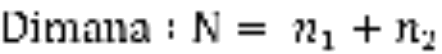 Dimana : N = n₁ + n₂